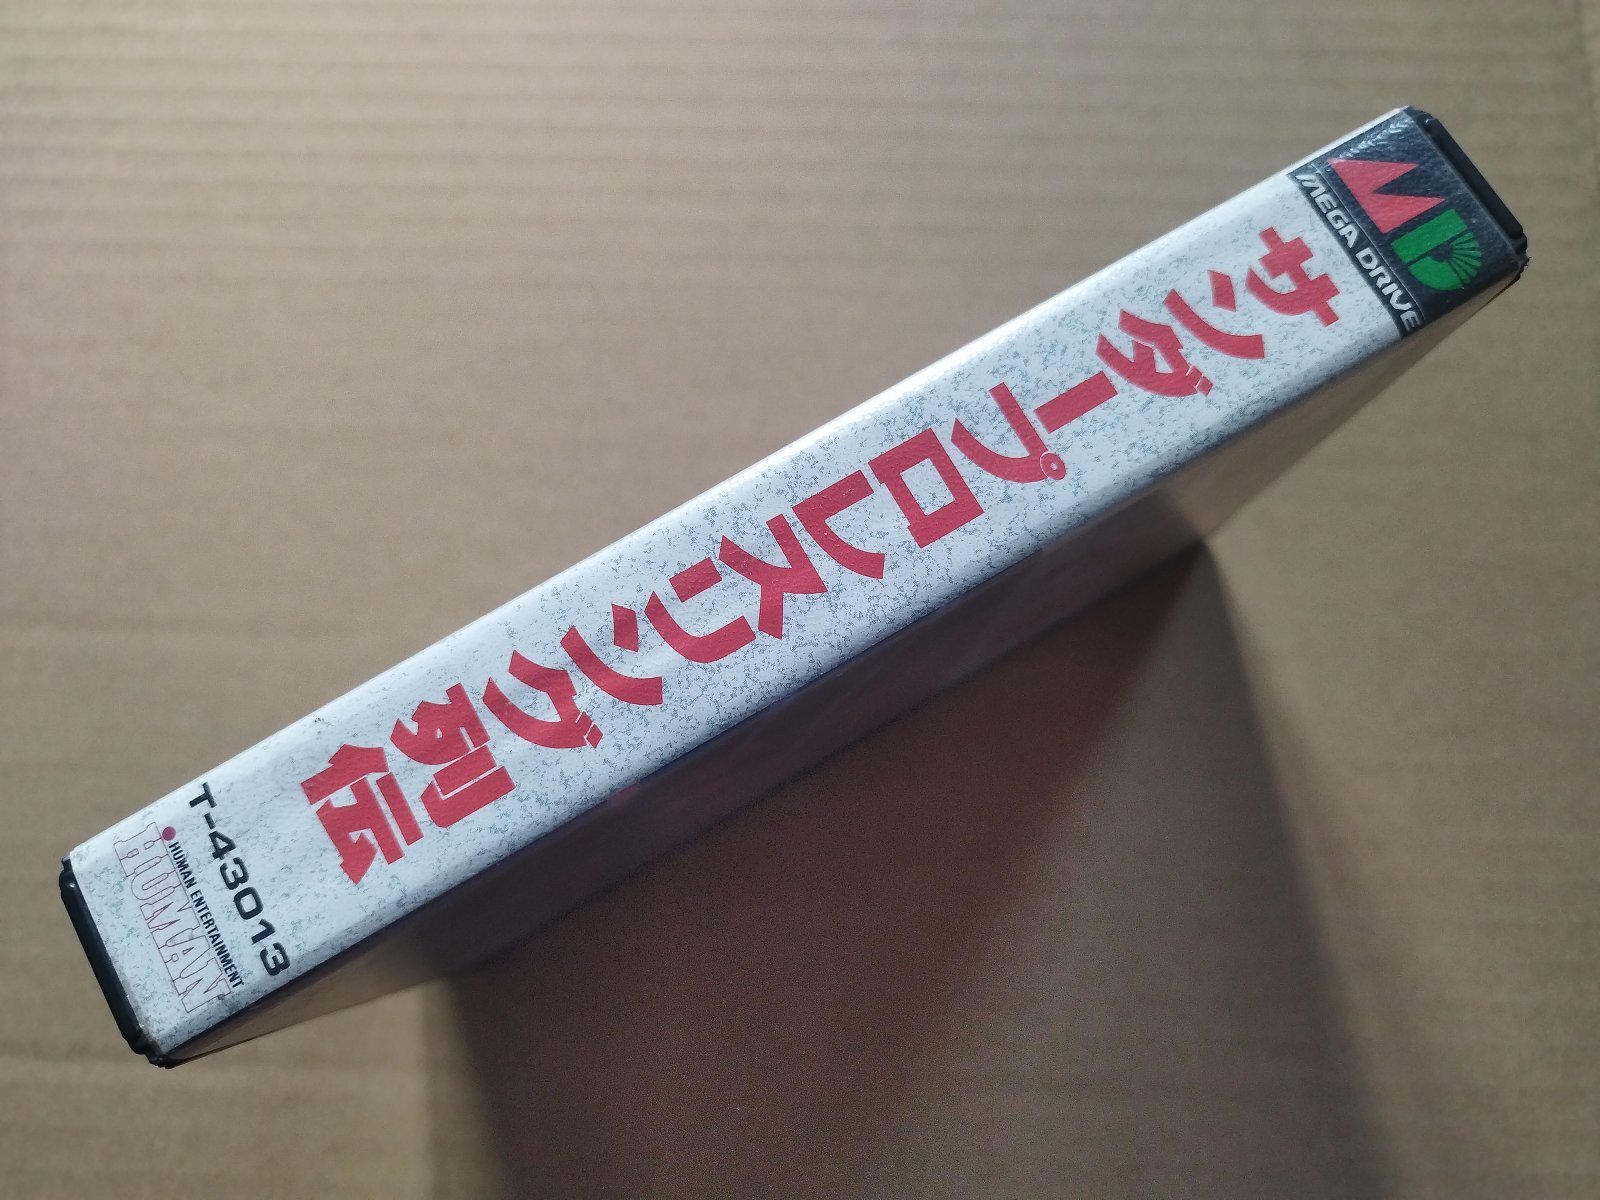 MD
MEGA DRIVE
サンダープロレスリング列伝
T-43013
HUMAN ENTERTAINMENT
HUMAN